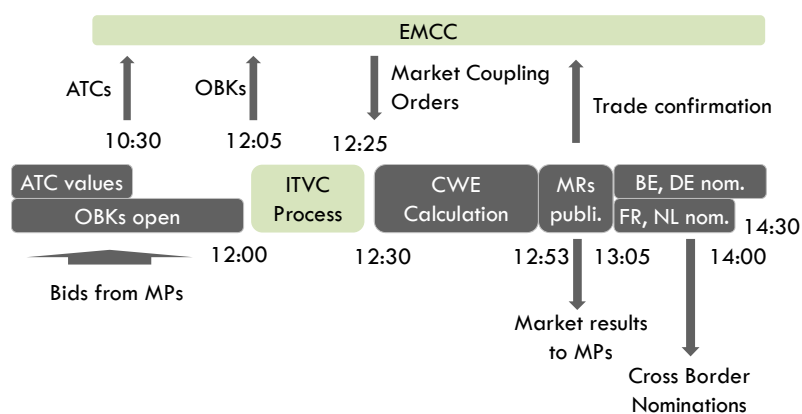 EMCC
ATCs
OBKs
Market Coupling
Orders
Trade confirmation
10:30
12:05
12:25
ATC values
OBKs open
ITVC
Process
CWE
Calculation
MRs
publi.
BE, DE nom.
FR, NL nom.
14:30
12:00
12:30
12:53
13:05
14:00
Bids from MPs
Market results
to MPs
Cross Border
Nominations